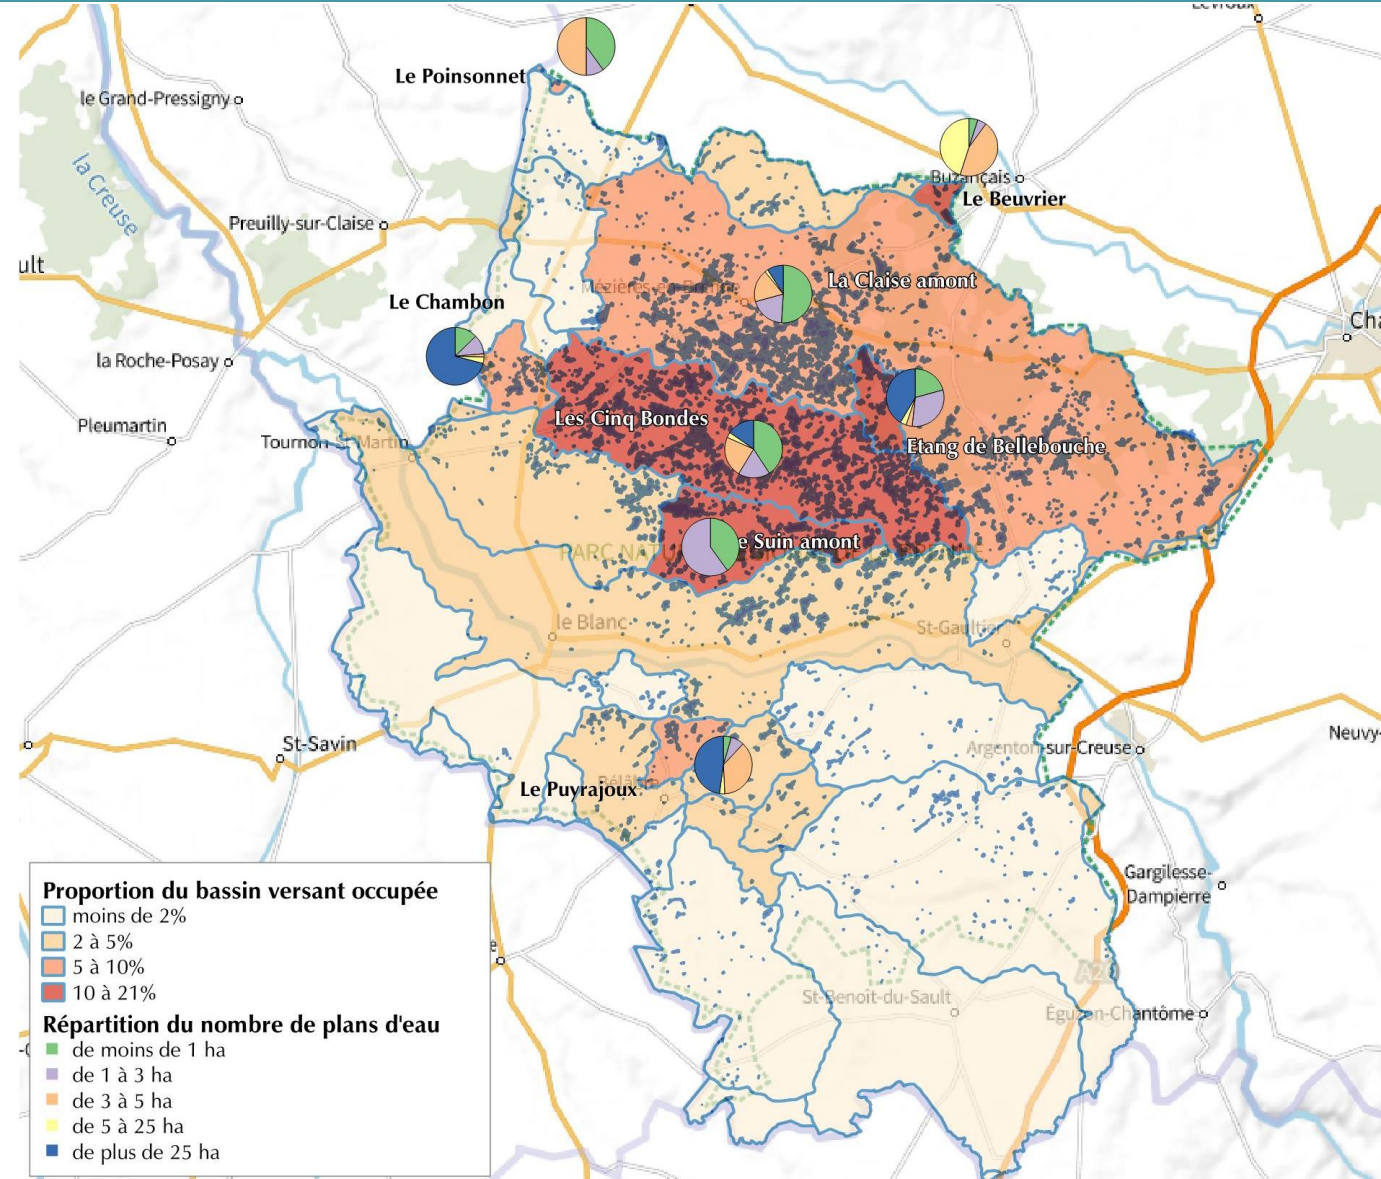 Levroux
Le Poinsonnet
le Grand-Pressigny
la Creuse
Buzançais
Le Beuvrier
Preuilly-sur-Claise
ult
La Claise amont
Mézières-en-Brenne
Le Chambon
Cha
la Roche-Posay
Les Cinq Bondes
Pleumartin
Tournon-St-Martin
Etang de Bellebouche
e Suin amont
PARC NATU
le Blanc
St-Gaultier
St-Savin
Argenton-sur-Creuse
Neuvy-
Bélâbre
Le Puyrajoux
Gargilesse-
Dampierre
A20
St-Benoît-du-Sault
Éguzon-Chantôme
Proportion du bassin versant occupée
moins de 2%
2 à 5%
5 à 10%
10 à 21%
Répartition du nombre de plans d'eau
de moins de 1 ha
de 1 à 3 ha
de 3 à 5 ha
de 5 à 25 ha
de plus de 25 ha